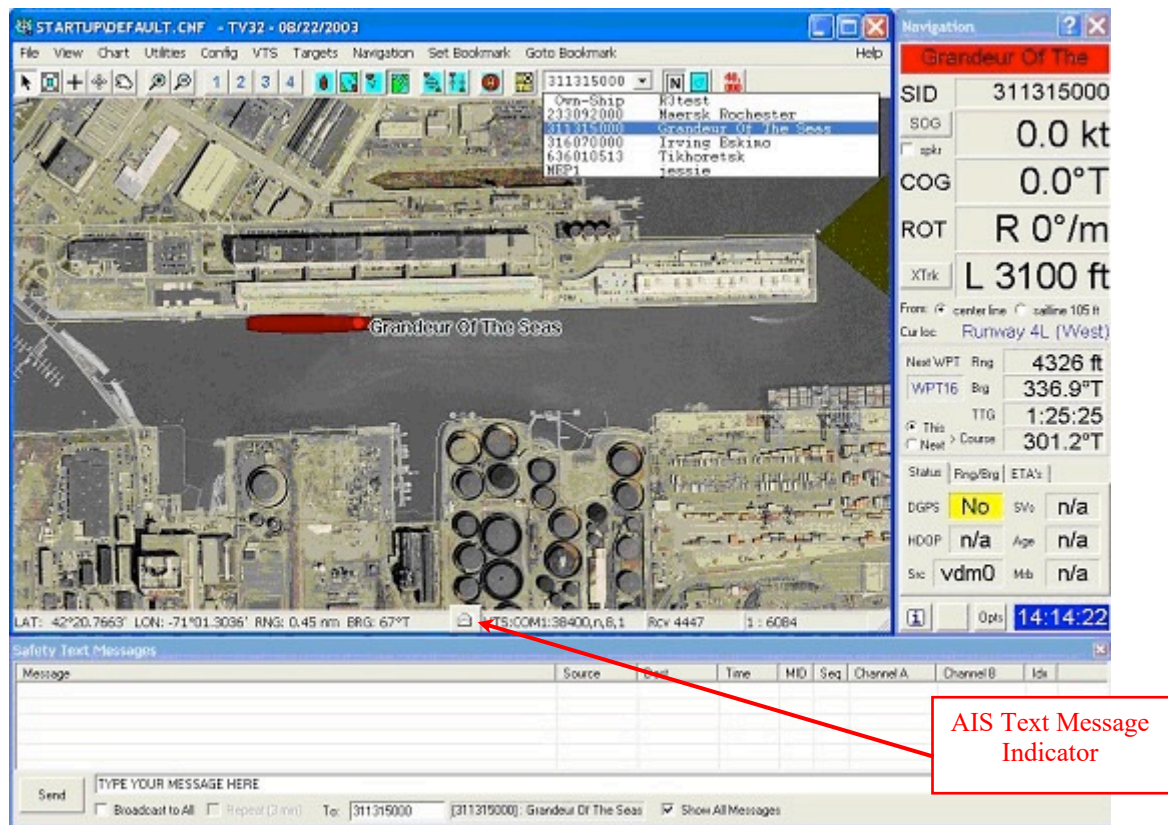 STARTUP\DEFAULT.CNF - TV32 - 08/22/2003
File View Chart Utilities Config VTS Targets Navigation Set Bookmark Goto Bookmark Help
1 2 3 4 311315000 N
Own-Ship RJtest
233092000 Maersk Rochester
311315000 Grandeur Of The Seas
316070000 Irving Eskimo
636010513 Tikhoretsk
MEP1 jessie
Grandeur Of The Seas
LAT: 42°20.7663' LON: -71°01.3036' RNG: 0.45 nm BRG: 67°T VTS:COM1:38400,n,8,1 Rcv 4447 1 : 6084
Navigation
Grandeur Of The
SID 311315000
SOG 0.0 kt
spkr
COG 0.0°T
ROT R 0°/m
XTrk L 3100 ft
From: center line sailline 105 ft
Cur loc Runway 4L (West)
Next WPT Rng 4326 ft
WPT16 Brg 336.9°T
TTG 1:25:25
This
Next > Course 301.2°T
Status Rng/Brg ETA's
DGPS No SVs n/a
HDOP n/a Age n/a
Src vdm0 Mrb n/a
Opts 14:14:22
Safety Text Messages
Message Source Dest Time MID Seq Channel A Channel B Idx
AIS Text Message
Indicator
TYPE YOUR MESSAGE HERE
Send
Broadcast to All Repeat (3 min) To: 311315000 [311315000]: Grandeur Of The Seas Show All Messages